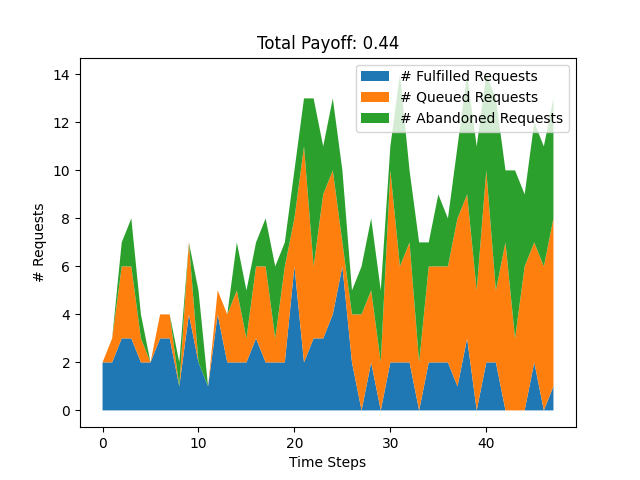 Total Payoff: 0.44
# Fulfilled Requests
# Queued Requests
# Abandoned Requests
# Requests
14
12
10
8
6
4
2
0
0 10 20 30 40
Time Steps